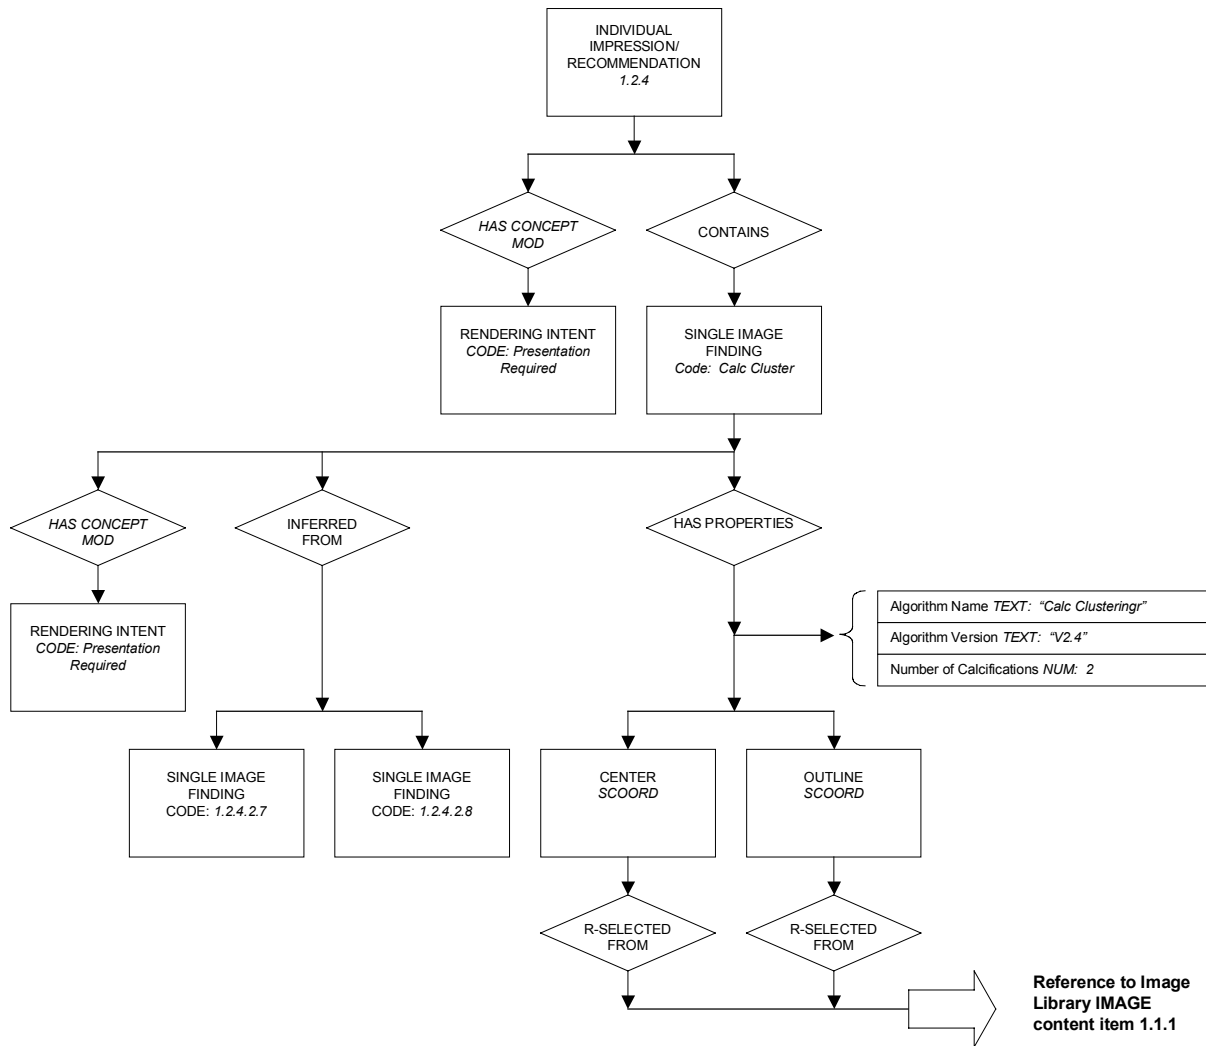 INDIVIDUAL
IMPRESSION/
RECOMMENDATION
1.2.4
HAS CONCEPT
MOD
CONTAINS
RENDERING INTENT
CODE: Presentation
Required
SINGLE IMAGE
FINDING
Code: Calc Cluster
HAS CONCEPT
MOD
INFERRED
FROM
HAS PROPERTIES
RENDERING INTENT
CODE: Presentation
Required
Algorithm Name TEXT: “Calc Clusteringr”
Algorithm Version TEXT: “V2.4”
Number of Calcifications NUM: 2
SINGLE IMAGE
FINDING
CODE: 1.2.4.2.7
SINGLE IMAGE
FINDING
CODE: 1.2.4.2.8
CENTER
SCOORD
OUTLINE
SCOORD
R-SELECTED
FROM
R-SELECTED
FROM
Reference to Image
Library IMAGE
content item 1.1.1